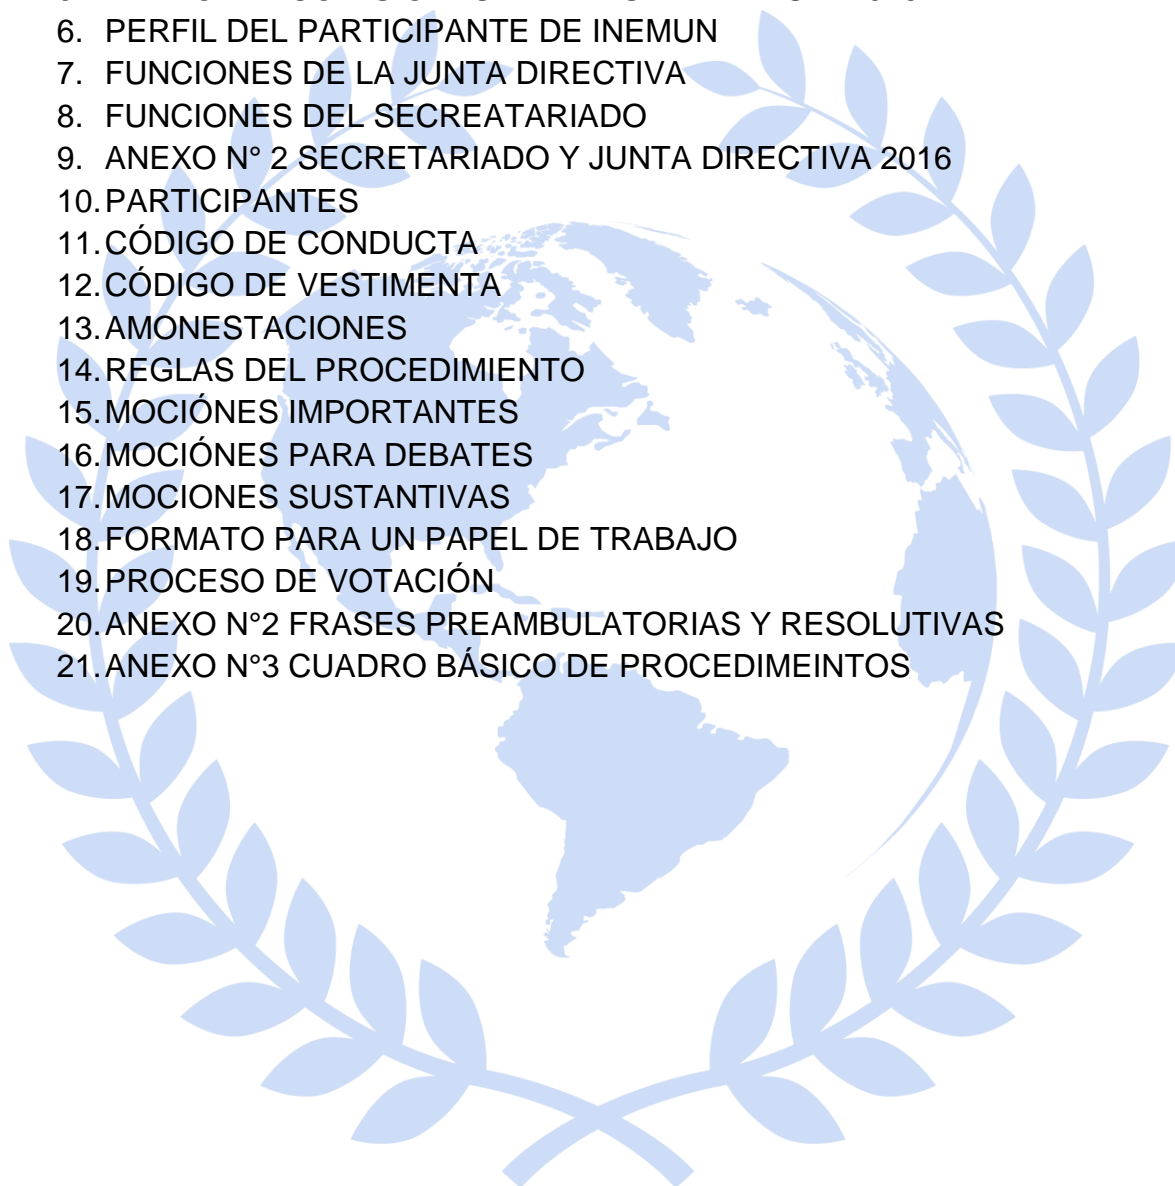 6. PERFIL DEL PARTICIPANTE DE INEMUN
7. FUNCIONES DE LA JUNTA DIRECTIVA
8. FUNCIONES DEL SECREATARIADO
9. ANEXO N° 2 SECRETARIADO Y JUNTA DIRECTIVA 2016
10. PARTICIPANTES
11. CÓDIGO DE CONDUCTA
12. CÓDIGO DE VESTIMENTA
13. AMONESTACIONES
14. REGLAS DEL PROCEDIMIENTO
15. MOCIÓNES IMPORTANTES
16. MOCIÓNES PARA DEBATES
17. MOCIONES SUSTANTIVAS
18. FORMATO PARA UN PAPEL DE TRABAJO
19. PROCESO DE VOTACIÓN
20. ANEXO N°2 FRASES PREAMBULATORIAS Y RESOLUTIVAS
21. ANEXO N°3 CUADRO BÁSICO DE PROCEDIMEINTOS